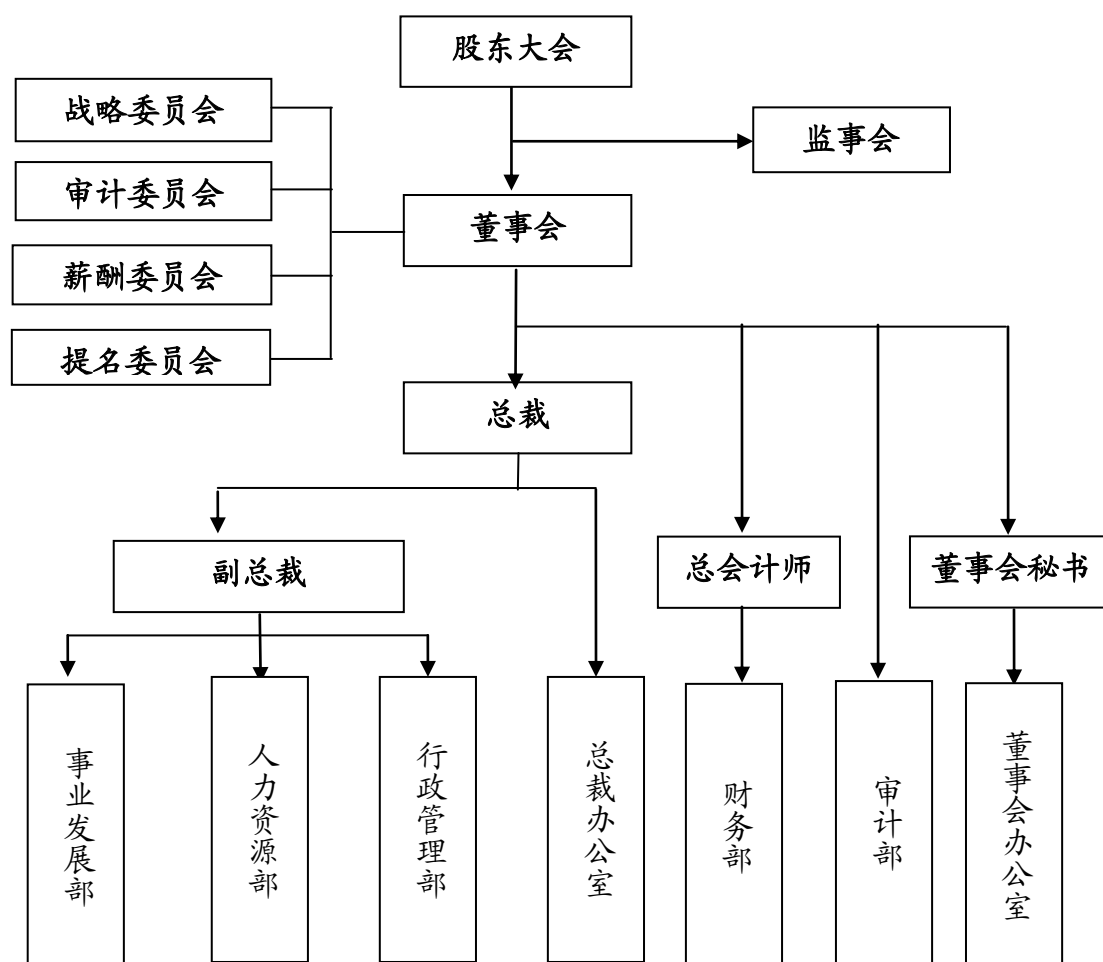 股东大会
战略委员会
监事会
审计委员会
董事会
薪酬委员会
提名委员会
总裁
副总裁
总会计师
董事会秘书
事业发展部
人力资源部
行政管理部
总裁办公室
财务部
审计部
董事会办公室